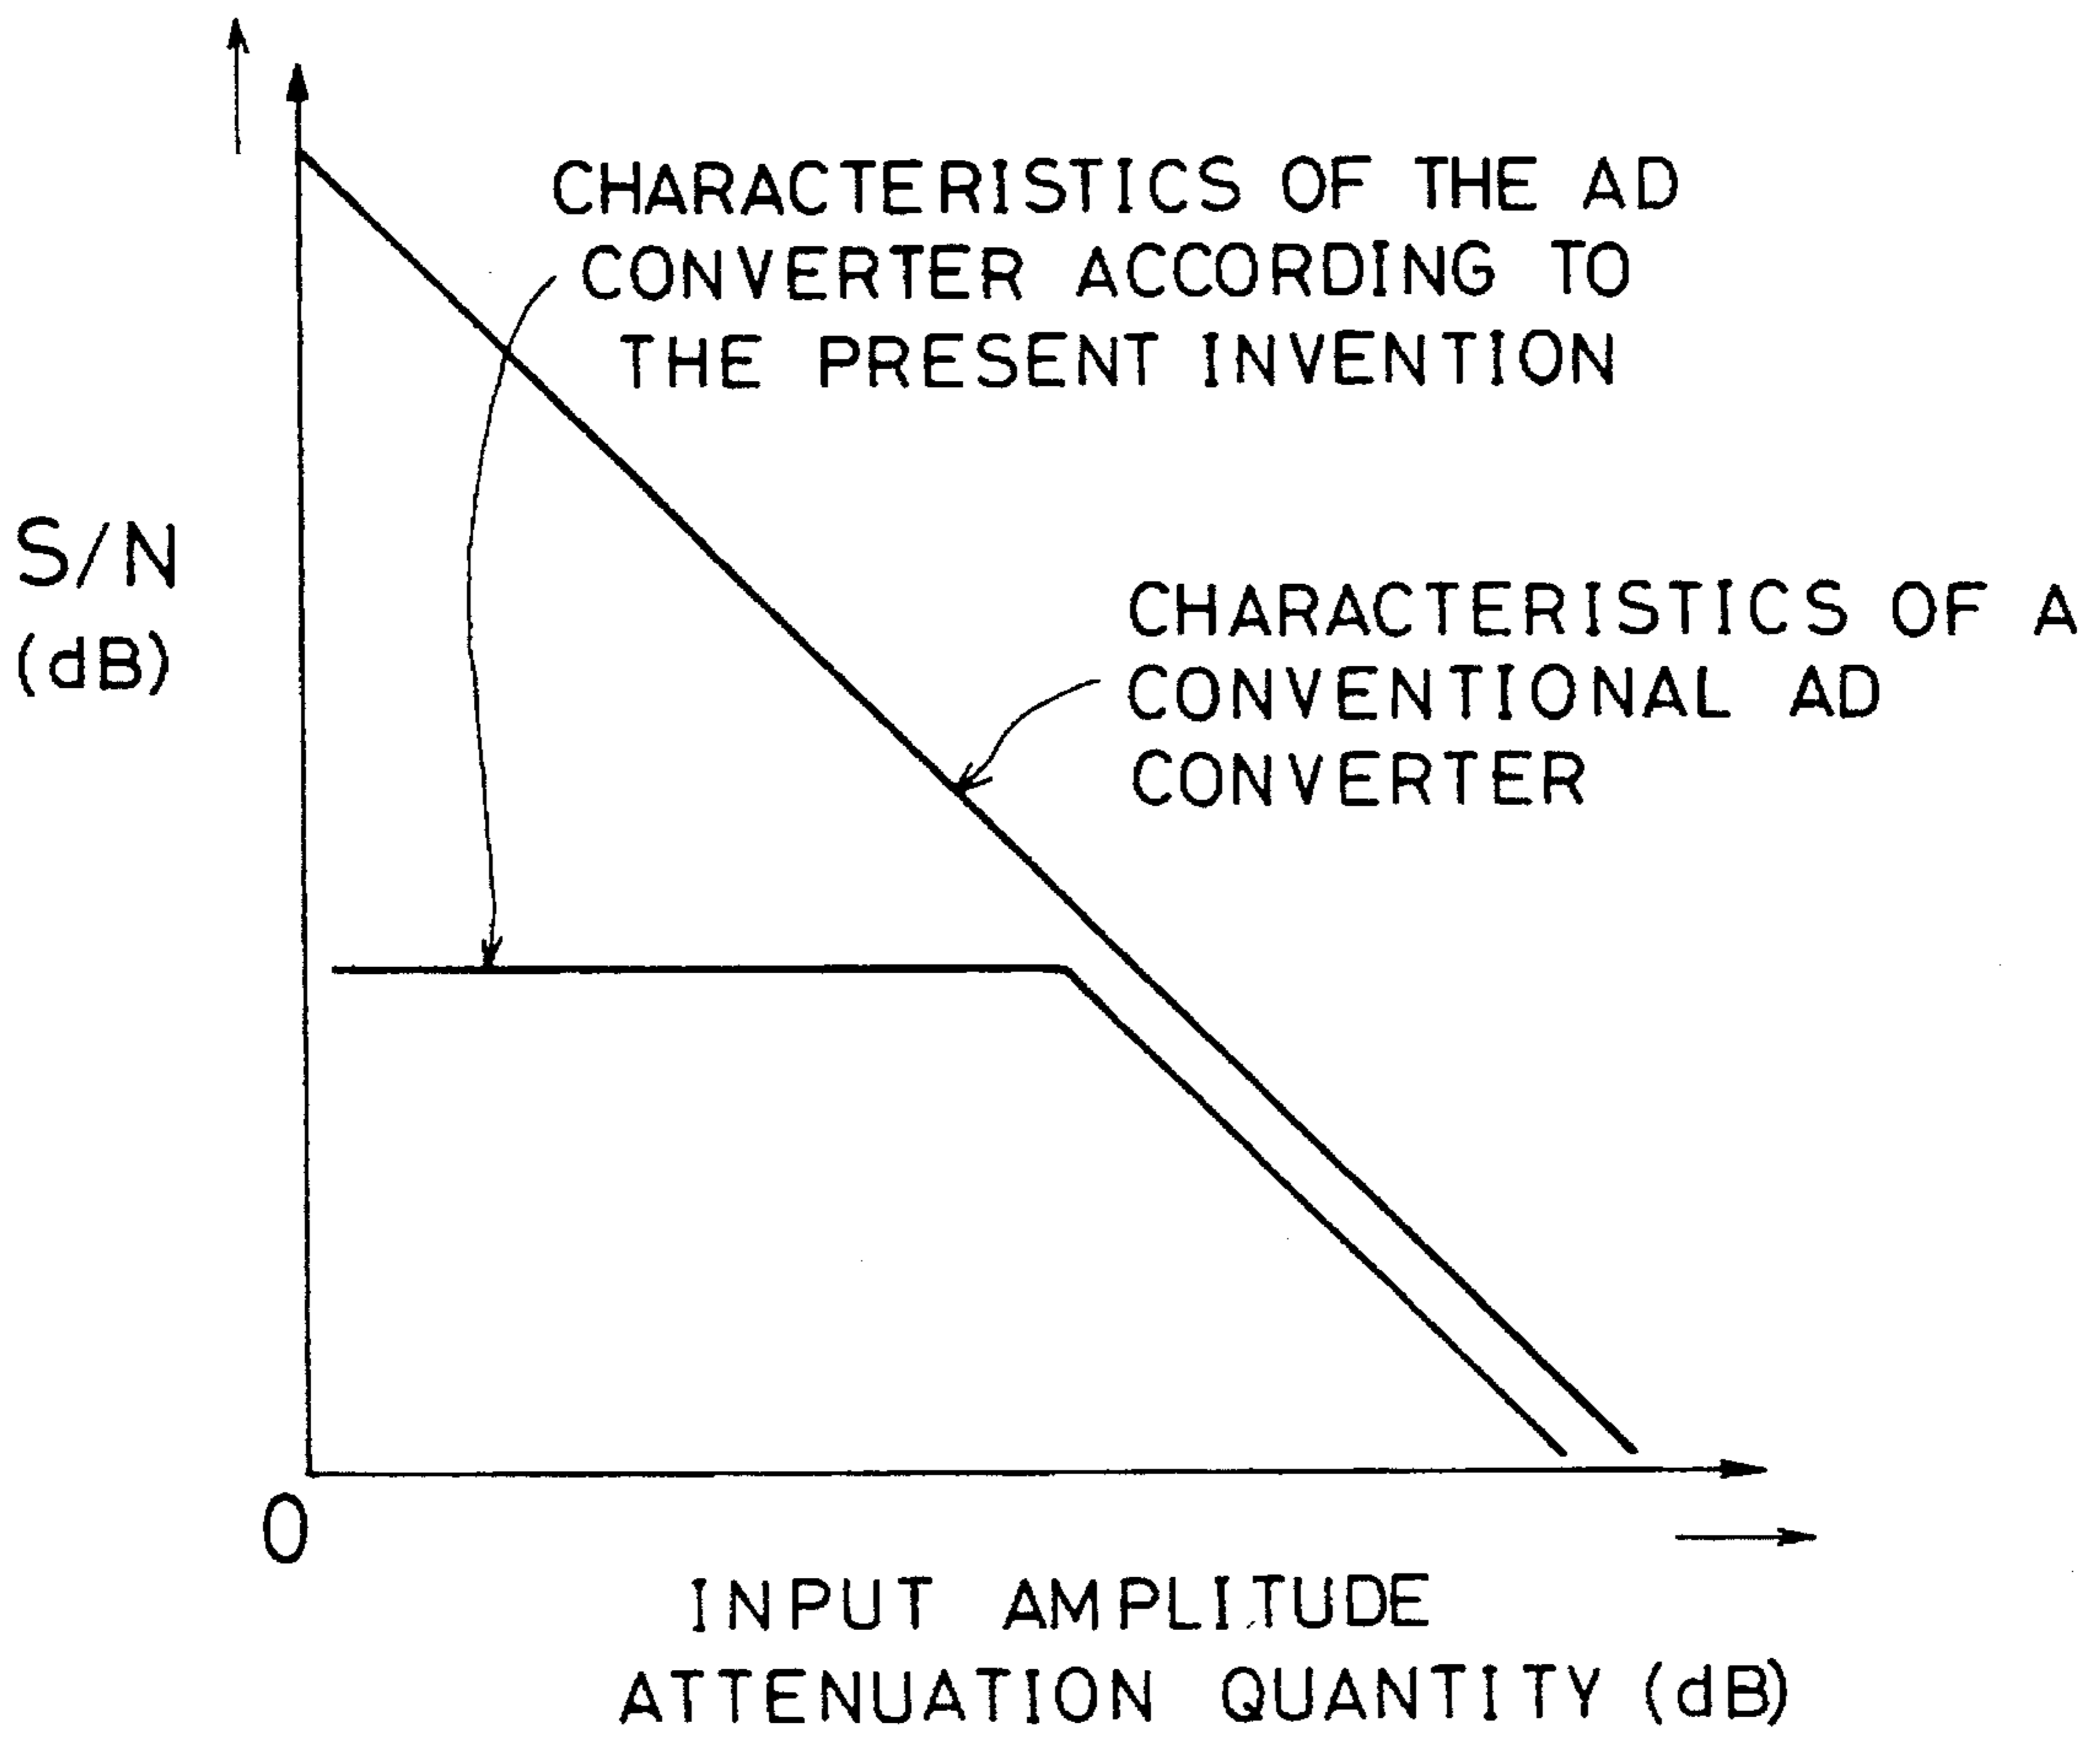 CHARACTERISTICS OF THE AD
CONVERTER ACCORDING TO
THE PRESENT INVENTION
S/N
(dB)
CHARACTERISTICS OF A
CONVENTIONAL AD
CONVERTER
0
INPUT AMPLITUDE
ATTENUATION QUANTITY (dB)